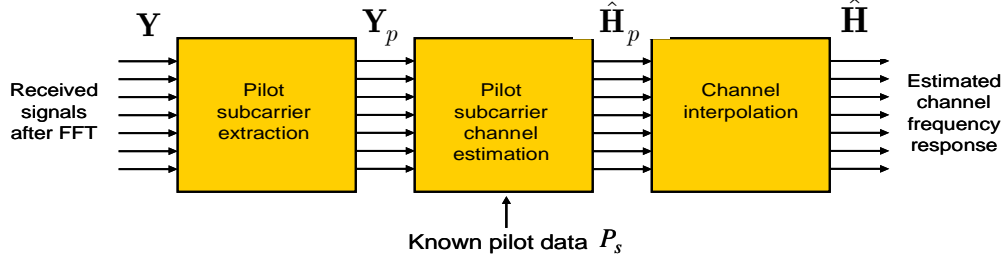 Y
Y_p
Ĥ_p
Ĥ
Received
signals
after FFT
Pilot
subcarrier
extraction
Pilot
subcarrier
channel
estimation
Channel
interpolation
Estimated
channel
frequency
response
Known pilot data P_s